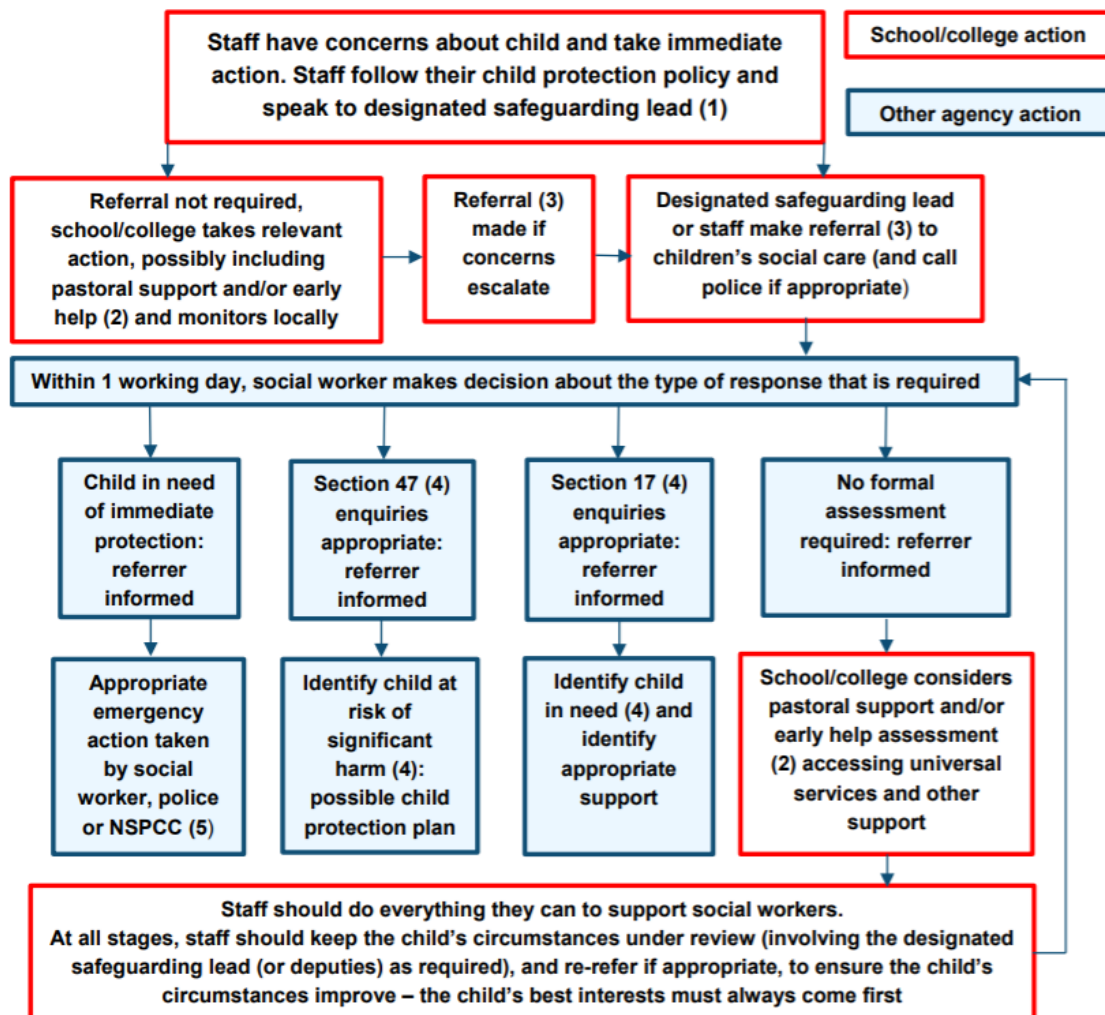 Staff have concerns about child and take immediate
action. Staff follow their child protection policy and
speak to designated safeguarding lead (1)
School/college action
Other agency action
Referral not required,
school/college takes relevant
action, possibly including
pastoral support and/or early
help (2) and monitors locally
Referral (3)
made if
concerns
escalate
Designated safeguarding lead
or staff make referral (3) to
children’s social care (and call
police if appropriate)
Within 1 working day, social worker makes decision about the type of response that is required
Child in need
of immediate
protection:
referrer
informed
Section 47 (4)
enquiries
appropriate:
referrer
informed
Section 17 (4)
enquiries
appropriate:
referrer
informed
No formal
assessment
required: referrer
informed
Appropriate
emergency
action taken
by social
worker, police
or NSPCC (5)
Identify child at
risk of
significant
harm (4):
possible child
protection plan
Identify child
in need (4) and
identify
appropriate
support
School/college considers
pastoral support and/or
early help assessment
(2) accessing universal
services and other
support
Staff should do everything they can to support social workers.
At all stages, staff should keep the child’s circumstances under review (involving the designated
safeguarding lead (or deputies) as required), and re-refer if appropriate, to ensure the child’s
circumstances improve – the child’s best interests must always come first